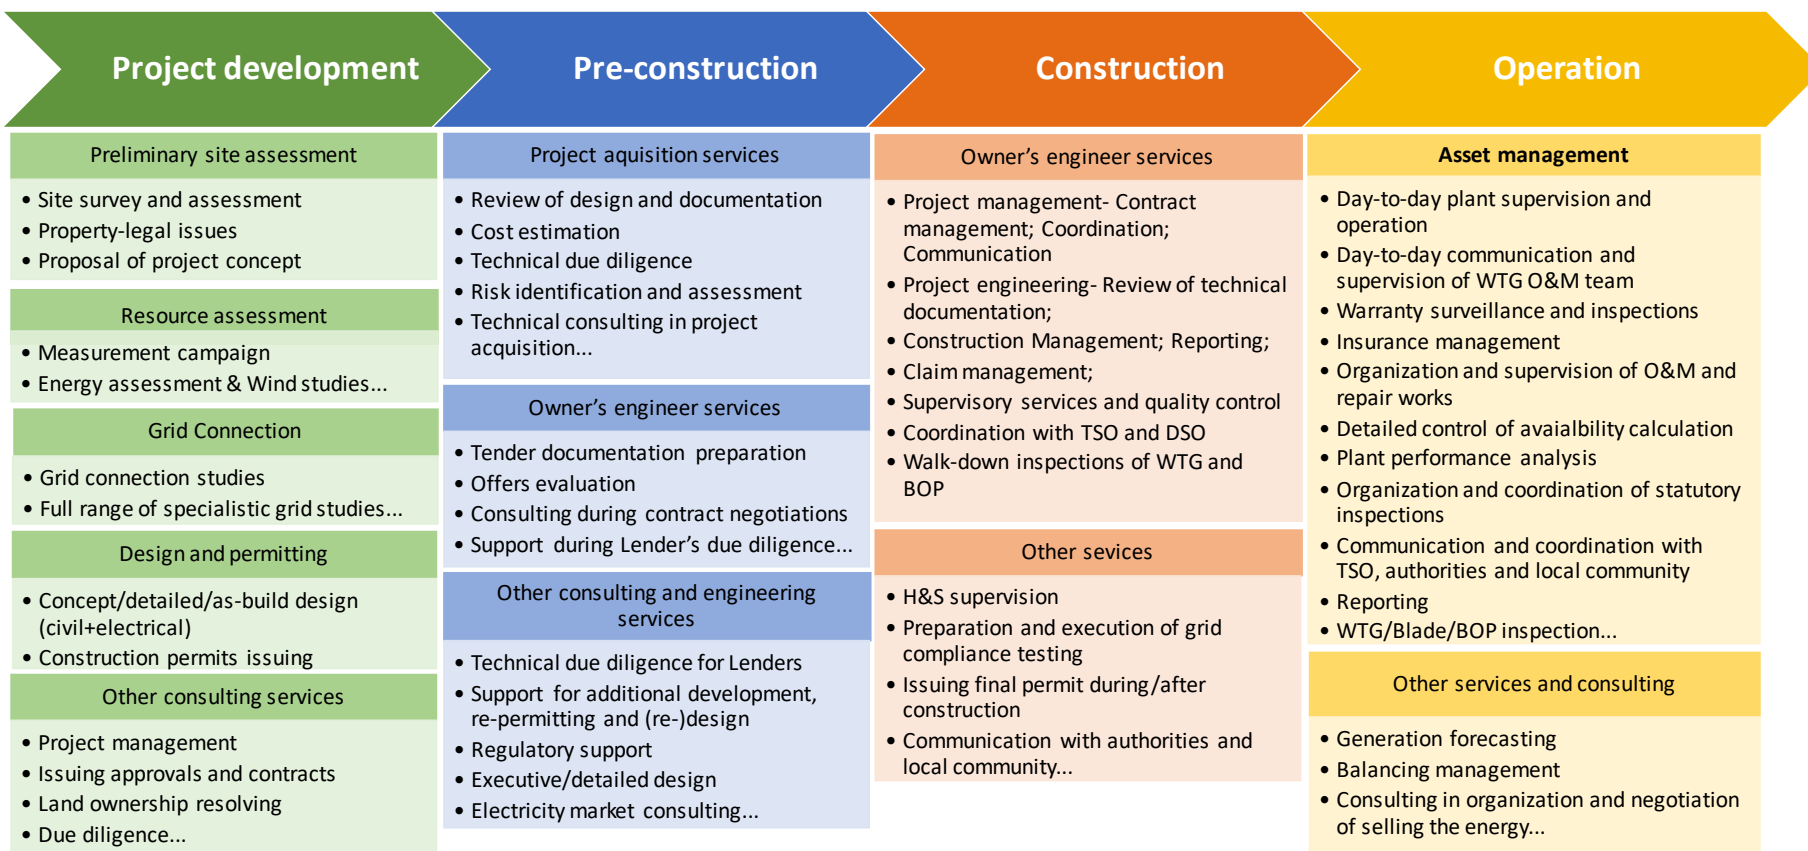 Project development
Pre-construction
Construction
Operation
Preliminary site assessment
• Site survey and assessment
• Property-legal issues
• Proposal of project concept
Resource assessment
• Measurement campaign
• Energy assessment & Wind studies...
Grid Connection
• Grid connection studies
• Full range of specialistic grid studies...
Design and permitting
• Concept/detailed/as-build design
(civil+electrical)
• Construction permits issuing
Other consulting services
• Project management
• Issuing approvals and contracts
• Land ownership resolving
• Due diligence...
Project aquisition services
• Review of design and documentation
• Cost estimation
• Technical due diligence
• Risk identification and assessment
• Technical consulting in project
acquisition...
Owner's engineer services
• Tender documentation preparation
• Offers evaluation
• Consulting during contract negotiations
• Support during Lender's due diligence...
Other consulting and engineering
services
• Technical due diligence for Lenders
• Support for additional development,
re-permitting and (re-)design
• Regulatory support
• Executive/detailed design
• Electricity market consulting...
Owner's engineer services
• Project management- Contract
management; Coordination;
Communication
• Project engineering- Review of technical
documentation;
• Construction Management; Reporting;
• Claim management;
• Supervisory services and quality control
• Coordination with TSO and DSO
• Walk-down inspections of WTG and
BOP
Other sevices
• H&S supervision
• Preparation and execution of grid
compliance testing
• Issuing final permit during/after
construction
• Communication with authorities and
local community...
Asset management
• Day-to-day plant supervision and
operation
• Day-to-day communication and
supervision of WTG O&M team
• Warranty surveillance and inspections
• Insurance management
• Organization and supervision of O&M and
repair works
• Detailed control of avaialbility calculation
• Plant performance analysis
• Organization and coordination of statutory
inspections
• Communication and coordination with
TSO, authorities and local community
• Reporting
• WTG/Blade/BOP inspection...
Other services and consulting
• Generation forecasting
• Balancing management
• Consulting in organization and negotiation
of selling the energy...